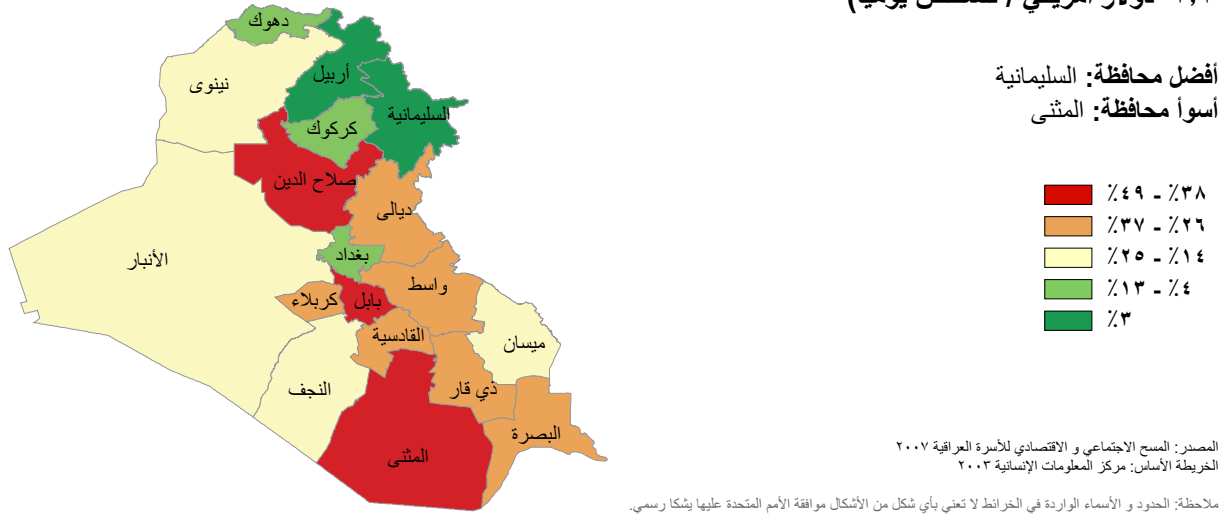 أفضل محافظة: السليمانية
أسوأ محافظة: المثنى
٣٨٪ - ٤٩٪
٢٦٪ - ٣٧٪
١٤٪ - ٢٥٪
٤٪ - ١٣٪
٣٪
دهوك
نينوى
أربيل
السليمانية
كركوك
صلاح الدين
ديالى
الأنبار
بغداد
واسط
كربلاء
بابل
القادسية
ميسان
النجف
ذي قار
البصرة
المثنى
المصدر: المسح الاجتماعي و الاقتصادي للأسرة العراقية ٢٠٠٧
الخريطة الأساس: مركز المعلومات الإنسانية ٢٠٠٣
ملاحظة: الحدود و الأسماء الواردة في الخرائط لا تعني بأي شكل من الأشكال موافقة الأمم المتحدة عليها يشكا رسمي.